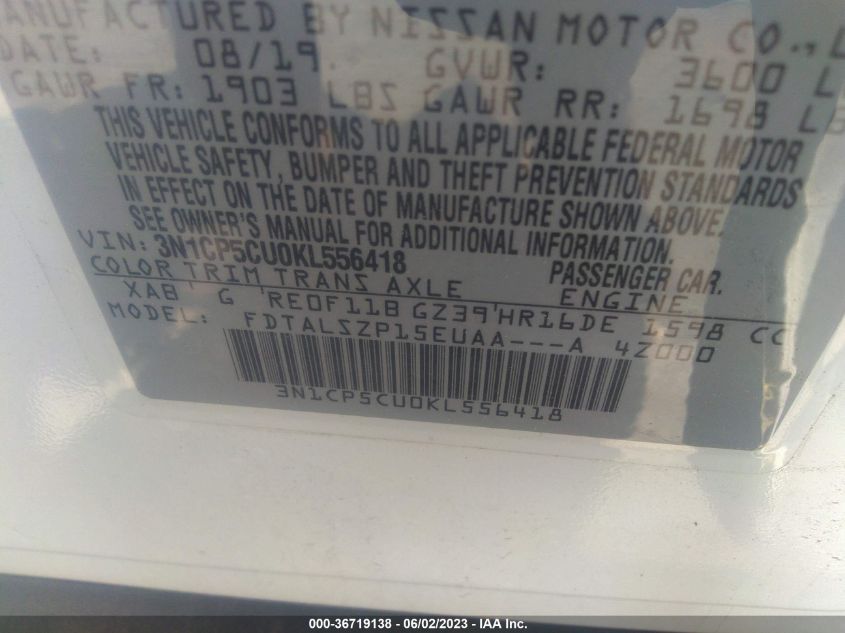 ANUFACTURED BY NISSAN MOTOR CO.,
DATE: 08/19 GVWR: 3600 L
GAWR FR: 1903 LBS GAWR RR: 1698 LB
THIS VEHICLE CONFORMS TO ALL APPLICABLE FEDERAL MOTOR
VEHICLE SAFETY, BUMPER AND THEFT PREVENTION STANDARDS
IN EFFECT ON THE DATE OF MANUFACTURE SHOWN ABOVE.
SEE OWNER'S MANUAL FOR ADDITIONAL INFORMATION.
VIN: 3N1CP5CU0KL556418 PASSENGER CAR.
COLOR TRIM TRANS AXLE ENGINE
XAB G RE0F11B GZ39 HR16DE 1598 CC
MODEL: FDTALSZP15EUAA---A 4Z000
3N1CP5CU0KL556418
000-36719138 - 06/02/2023 - IAA Inc.